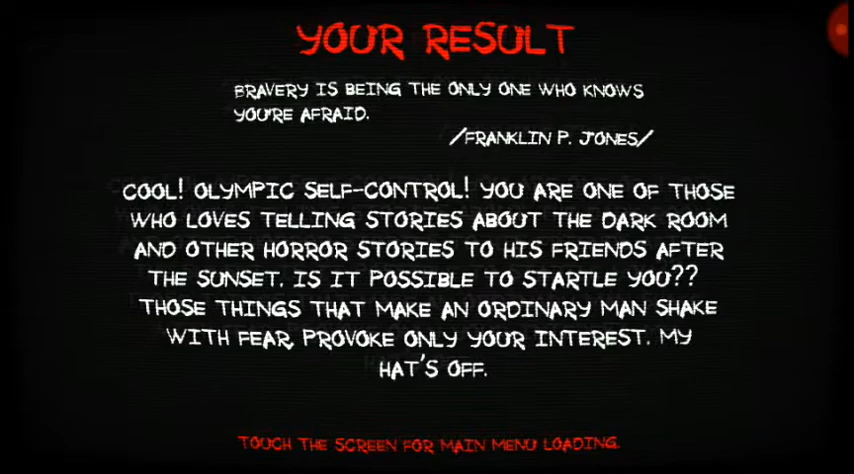 YOUR RESULT
BRAVERY IS BEING THE ONLY ONE WHO KNOWS
YOU'RE AFRAID.
/FRANKLIN P. JONES/
COOL! OLYMPIC SELF-CONTROL! YOU ARE ONE OF THOSE
WHO LOVES TELLING STORIES ABOUT THE DARK ROOM
AND OTHER HORROR STORIES TO HIS FRIENDS AFTER
THE SUNSET. IS IT POSSIBLE TO STARTLE YOU??
THOSE THINGS THAT MAKE AN ORDINARY MAN SHAKE
WITH FEAR, PROVOKE ONLY YOUR INTEREST. MY
HAT'S OFF.
TOUCH THE SCREEN FOR MAIN MENU LOADING.